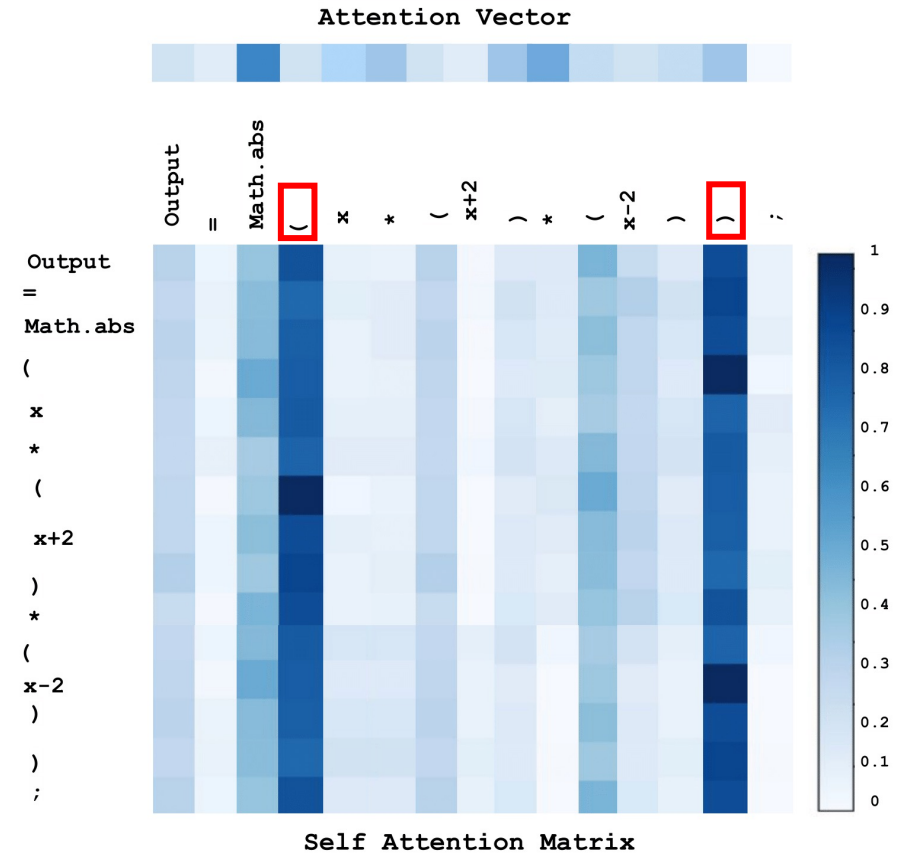 Attention Vector
Output = Math.abs ( x * ( x+2 ) * ( x-2 ) ) ;
Output
=
Math.abs
(
x
*
(
x+2
)
*
(
x-2
)
)
;
1
0.9
0.8
0.7
0.6
0.5
0.4
0.3
0.2
0.1
0
Self Attention Matrix